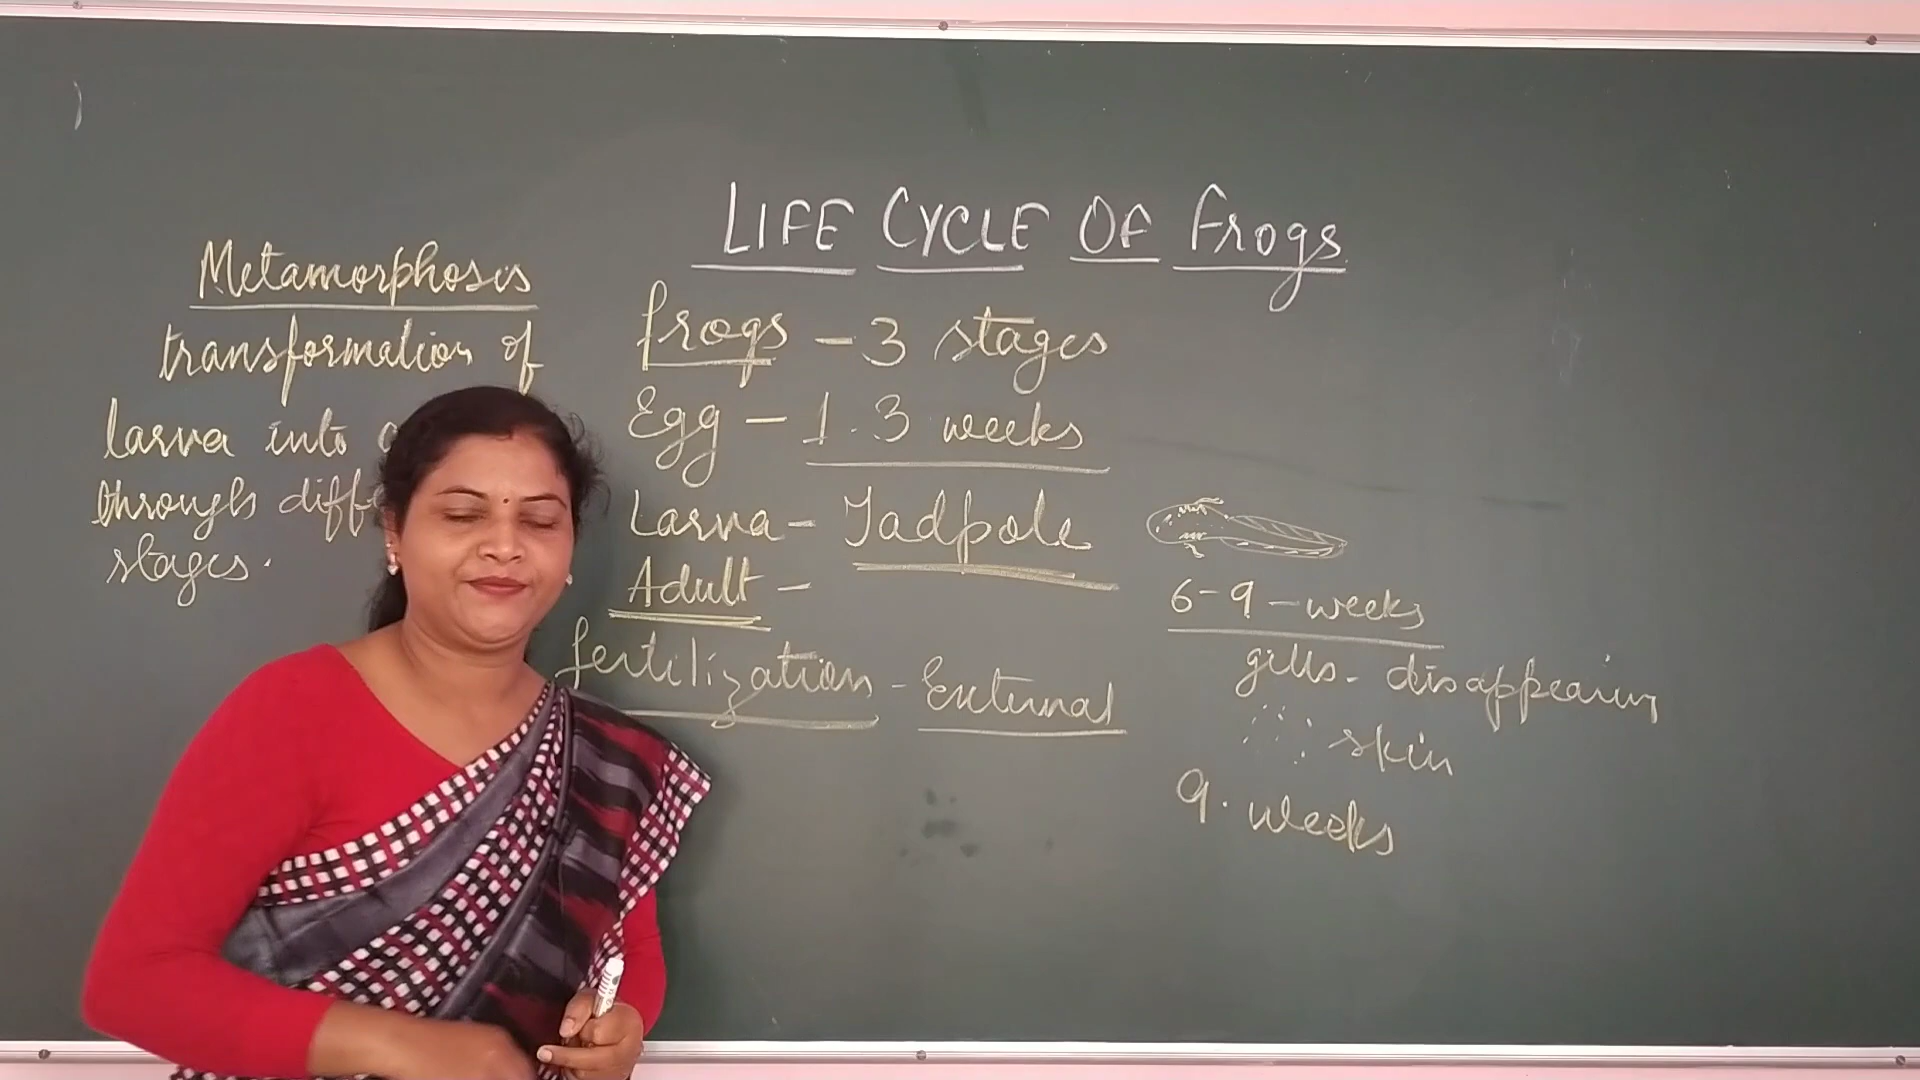 LIFE CYCLE OF Frogs
Metamorphosis
transformation of
larva into
through
stages.
frogs - 3 stages
Egg - 1.3 weeks
Larva - Tadpole
Adult -
fertilization - External
6-9-weeks
gills - disappearing
skin
9. weeks